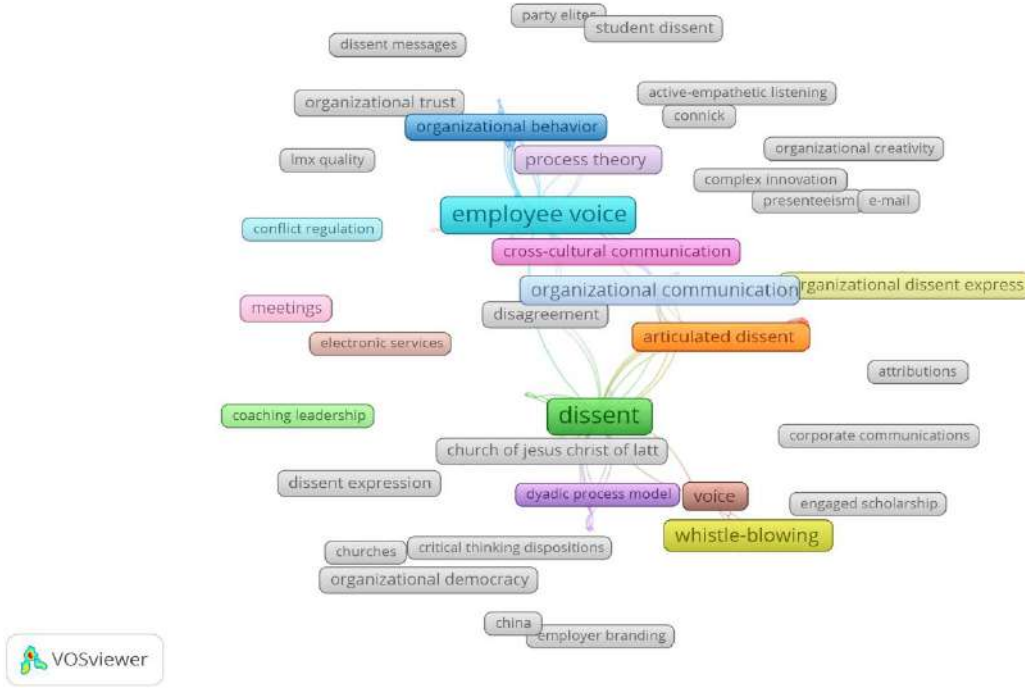 party elites
student dissent
dissent messages
active-empathetic listening
organizational trust
connick
organizational behavior
organizational creativity
lmx quality
process theory
complex innovation
presenteeism
e-mail
employee voice
conflict regulation
cross-cultural communication
organizational communication
rganizational dissent express
meetings
disagreement
articulated dissent
electronic services
attributions
coaching leadership
dissent
corporate communications
church of jesus christ of latt
dissent expression
dyadic process model
voice
engaged scholarship
whistle-blowing
churches
critical thinking dispositions
organizational democracy
china
employer branding
VOSviewer